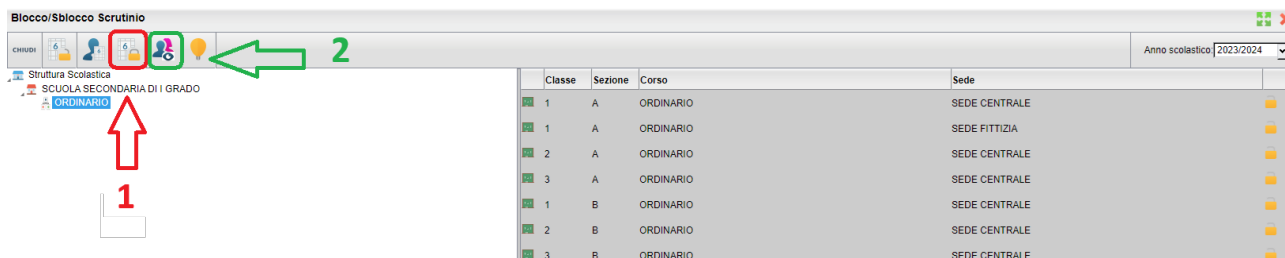 Blocco/Sblocco Scrutinio
CHIUDI 6 6 2 Anno scolastico: 2023/2024
Struttura Scolastica
SCUOLA SECONDARIA DI I GRADO
ORDINARIO
1
Classe Sezione Corso Sede
1 A ORDINARIO SEDE CENTRALE
1 A ORDINARIO SEDE FITTIZIA
2 A ORDINARIO SEDE CENTRALE
3 A ORDINARIO SEDE CENTRALE
1 B ORDINARIO SEDE CENTRALE
2 B ORDINARIO SEDE CENTRALE
3 B ORDINARIO SEDE CENTRALE